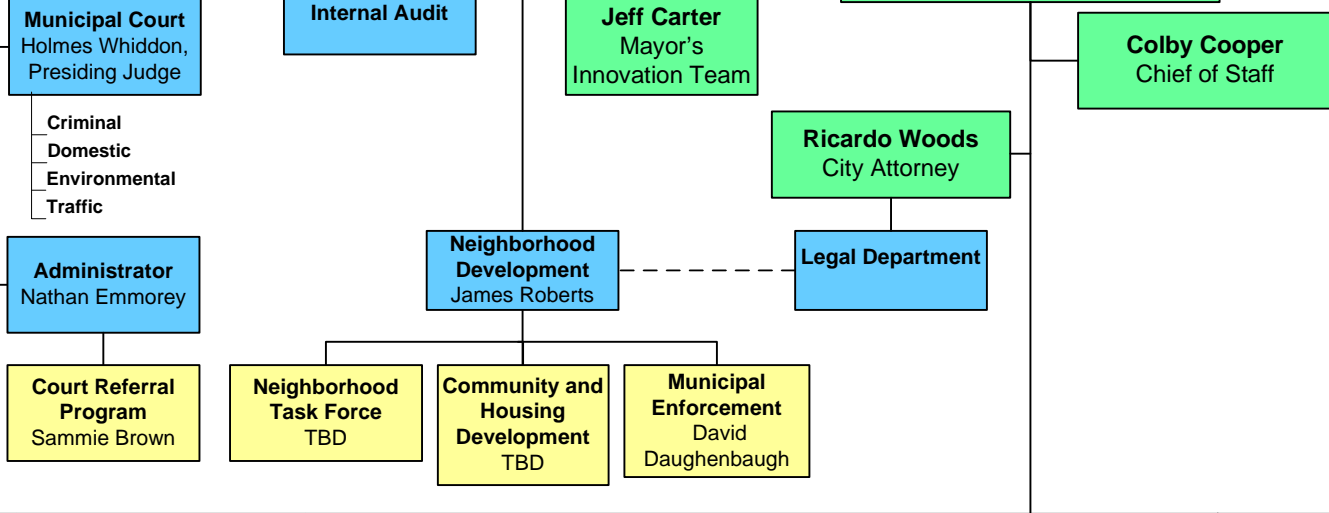 Municipal Court
Holmes Whiddon,
Presiding Judge
Criminal
Domestic
Environmental
Traffic
Internal Audit
Jeff Carter
Mayor’s
Innovation Team
Colby Cooper
Chief of Staff
Ricardo Woods
City Attorney
Administrator
Nathan Emmorey
Neighborhood
Development
James Roberts
Legal Department
Court Referral
Program
Sammie Brown
Neighborhood
Task Force
TBD
Community and
Housing
Development
TBD
Municipal
Enforcement
David
Daughenbaugh